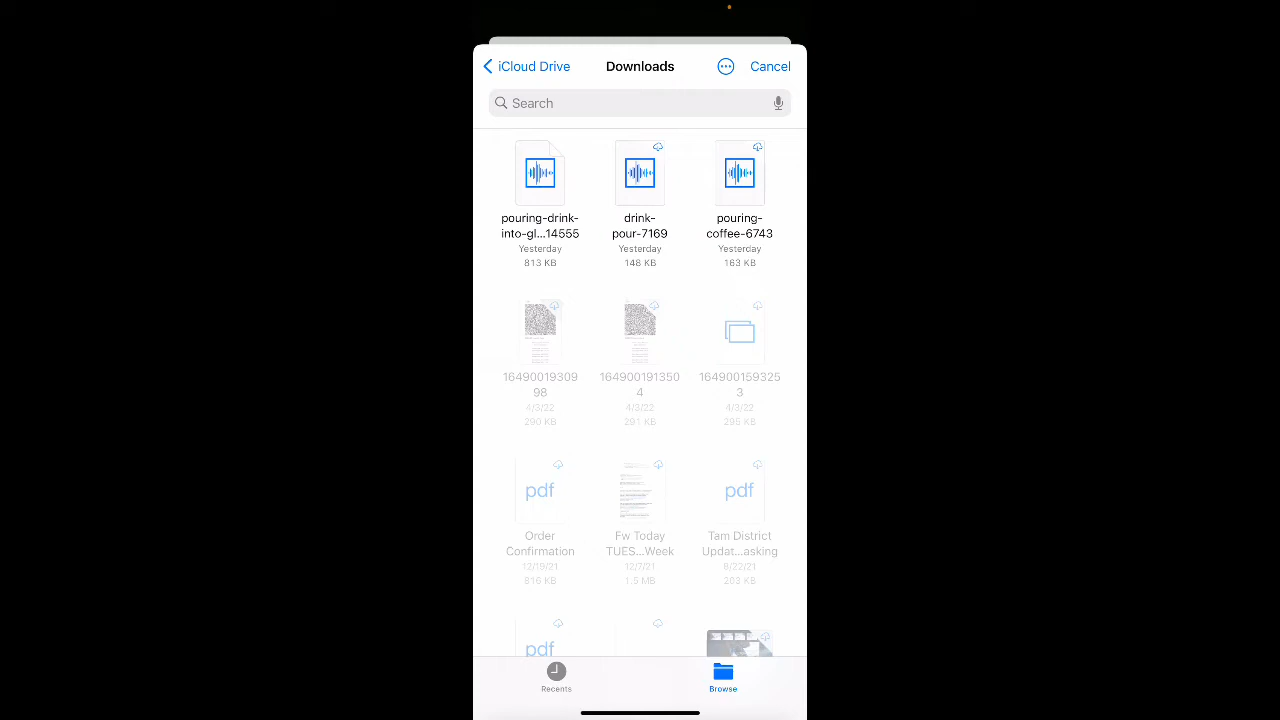 iCloud Drive Downloads Cancel
Search
pouring-drink-
into-gl...14555
Yesterday
813 KB
drink-
pour-7169
Yesterday
148 KB
pouring-
coffee-6743
Yesterday
163 KB
16490019309
98
4/3/22
290 KB
164900191350
4
4/3/22
291 KB
164900159325
3
4/3/22
295 KB
pdf
Order
Confirmation
12/19/21
816 KB
Fw Today
TUES...Week
12/7/21
1.5 MB
pdf
Tam District
Updat...asking
8/22/21
203 KB
pdf
Recents
Browse